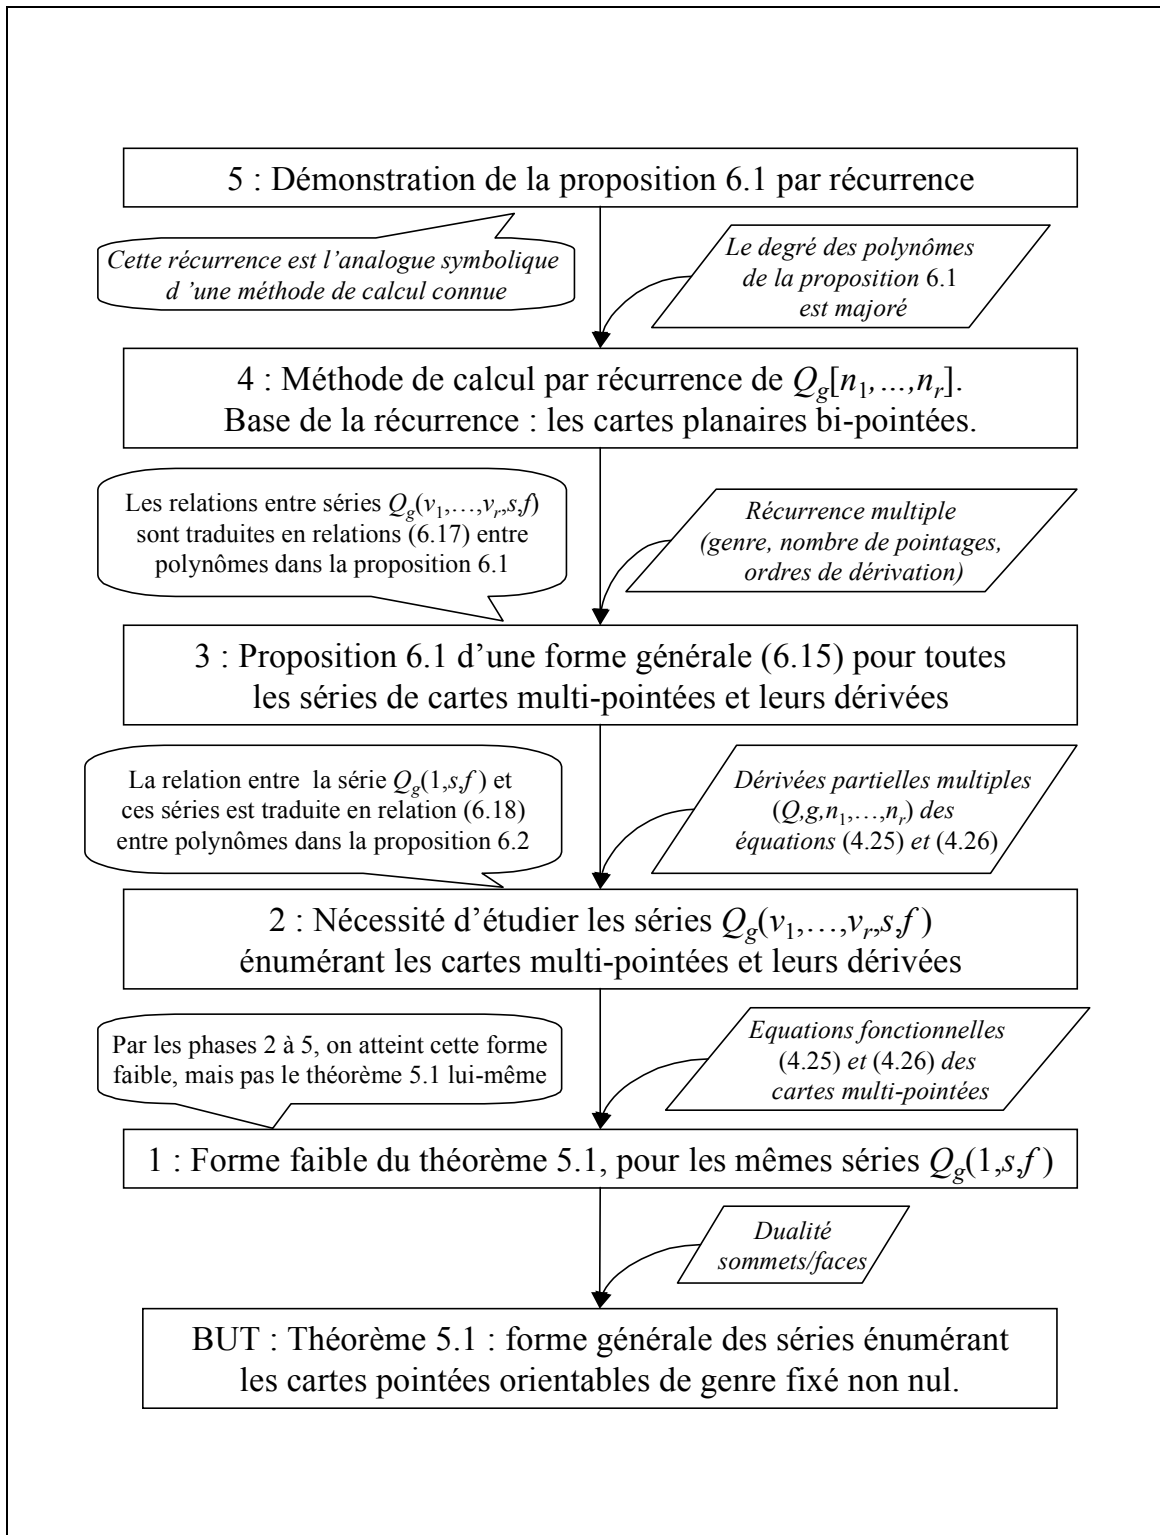 5 : Démonstration de la proposition 6.1 par récurrence
Cette récurrence est l'analogue symbolique
d 'une méthode de calcul connue
Le degré des polynômes
de la proposition 6.1
est majoré
4 : Méthode de calcul par récurrence de Q_g[n_1,...,n_r].
Base de la récurrence : les cartes planaires bi-pointées.
Les relations entre séries Q_g(v_1,…,v_r,s,f)
sont traduites en relations (6.17) entre
polynômes dans la proposition 6.1
Récurrence multiple
(genre, nombre de pointages,
ordres de dérivation)
3 : Proposition 6.1 d'une forme générale (6.15) pour toutes
les séries de cartes multi-pointées et leurs dérivées
La relation entre la série Q_g(1,s,f ) et
ces séries est traduite en relation (6.18)
entre polynômes dans la proposition 6.2
Dérivées partielles multiples
(Q,g,n_1,…,n_r) des
équations (4.25) et (4.26)
2 : Nécessité d'étudier les séries Q_g(v_1,…,v_r,s,f )
énumérant les cartes multi-pointées et leurs dérivées
Par les phases 2 à 5, on atteint cette forme
faible, mais pas le théorème 5.1 lui-même
Equations fonctionnelles
(4.25) et (4.26) des
cartes multi-pointées
1 : Forme faible du théorème 5.1, pour les mêmes séries Q_g(1,s,f )
Dualité
sommets/faces
BUT : Théorème 5.1 : forme générale des séries énumérant
les cartes pointées orientables de genre fixé non nul.